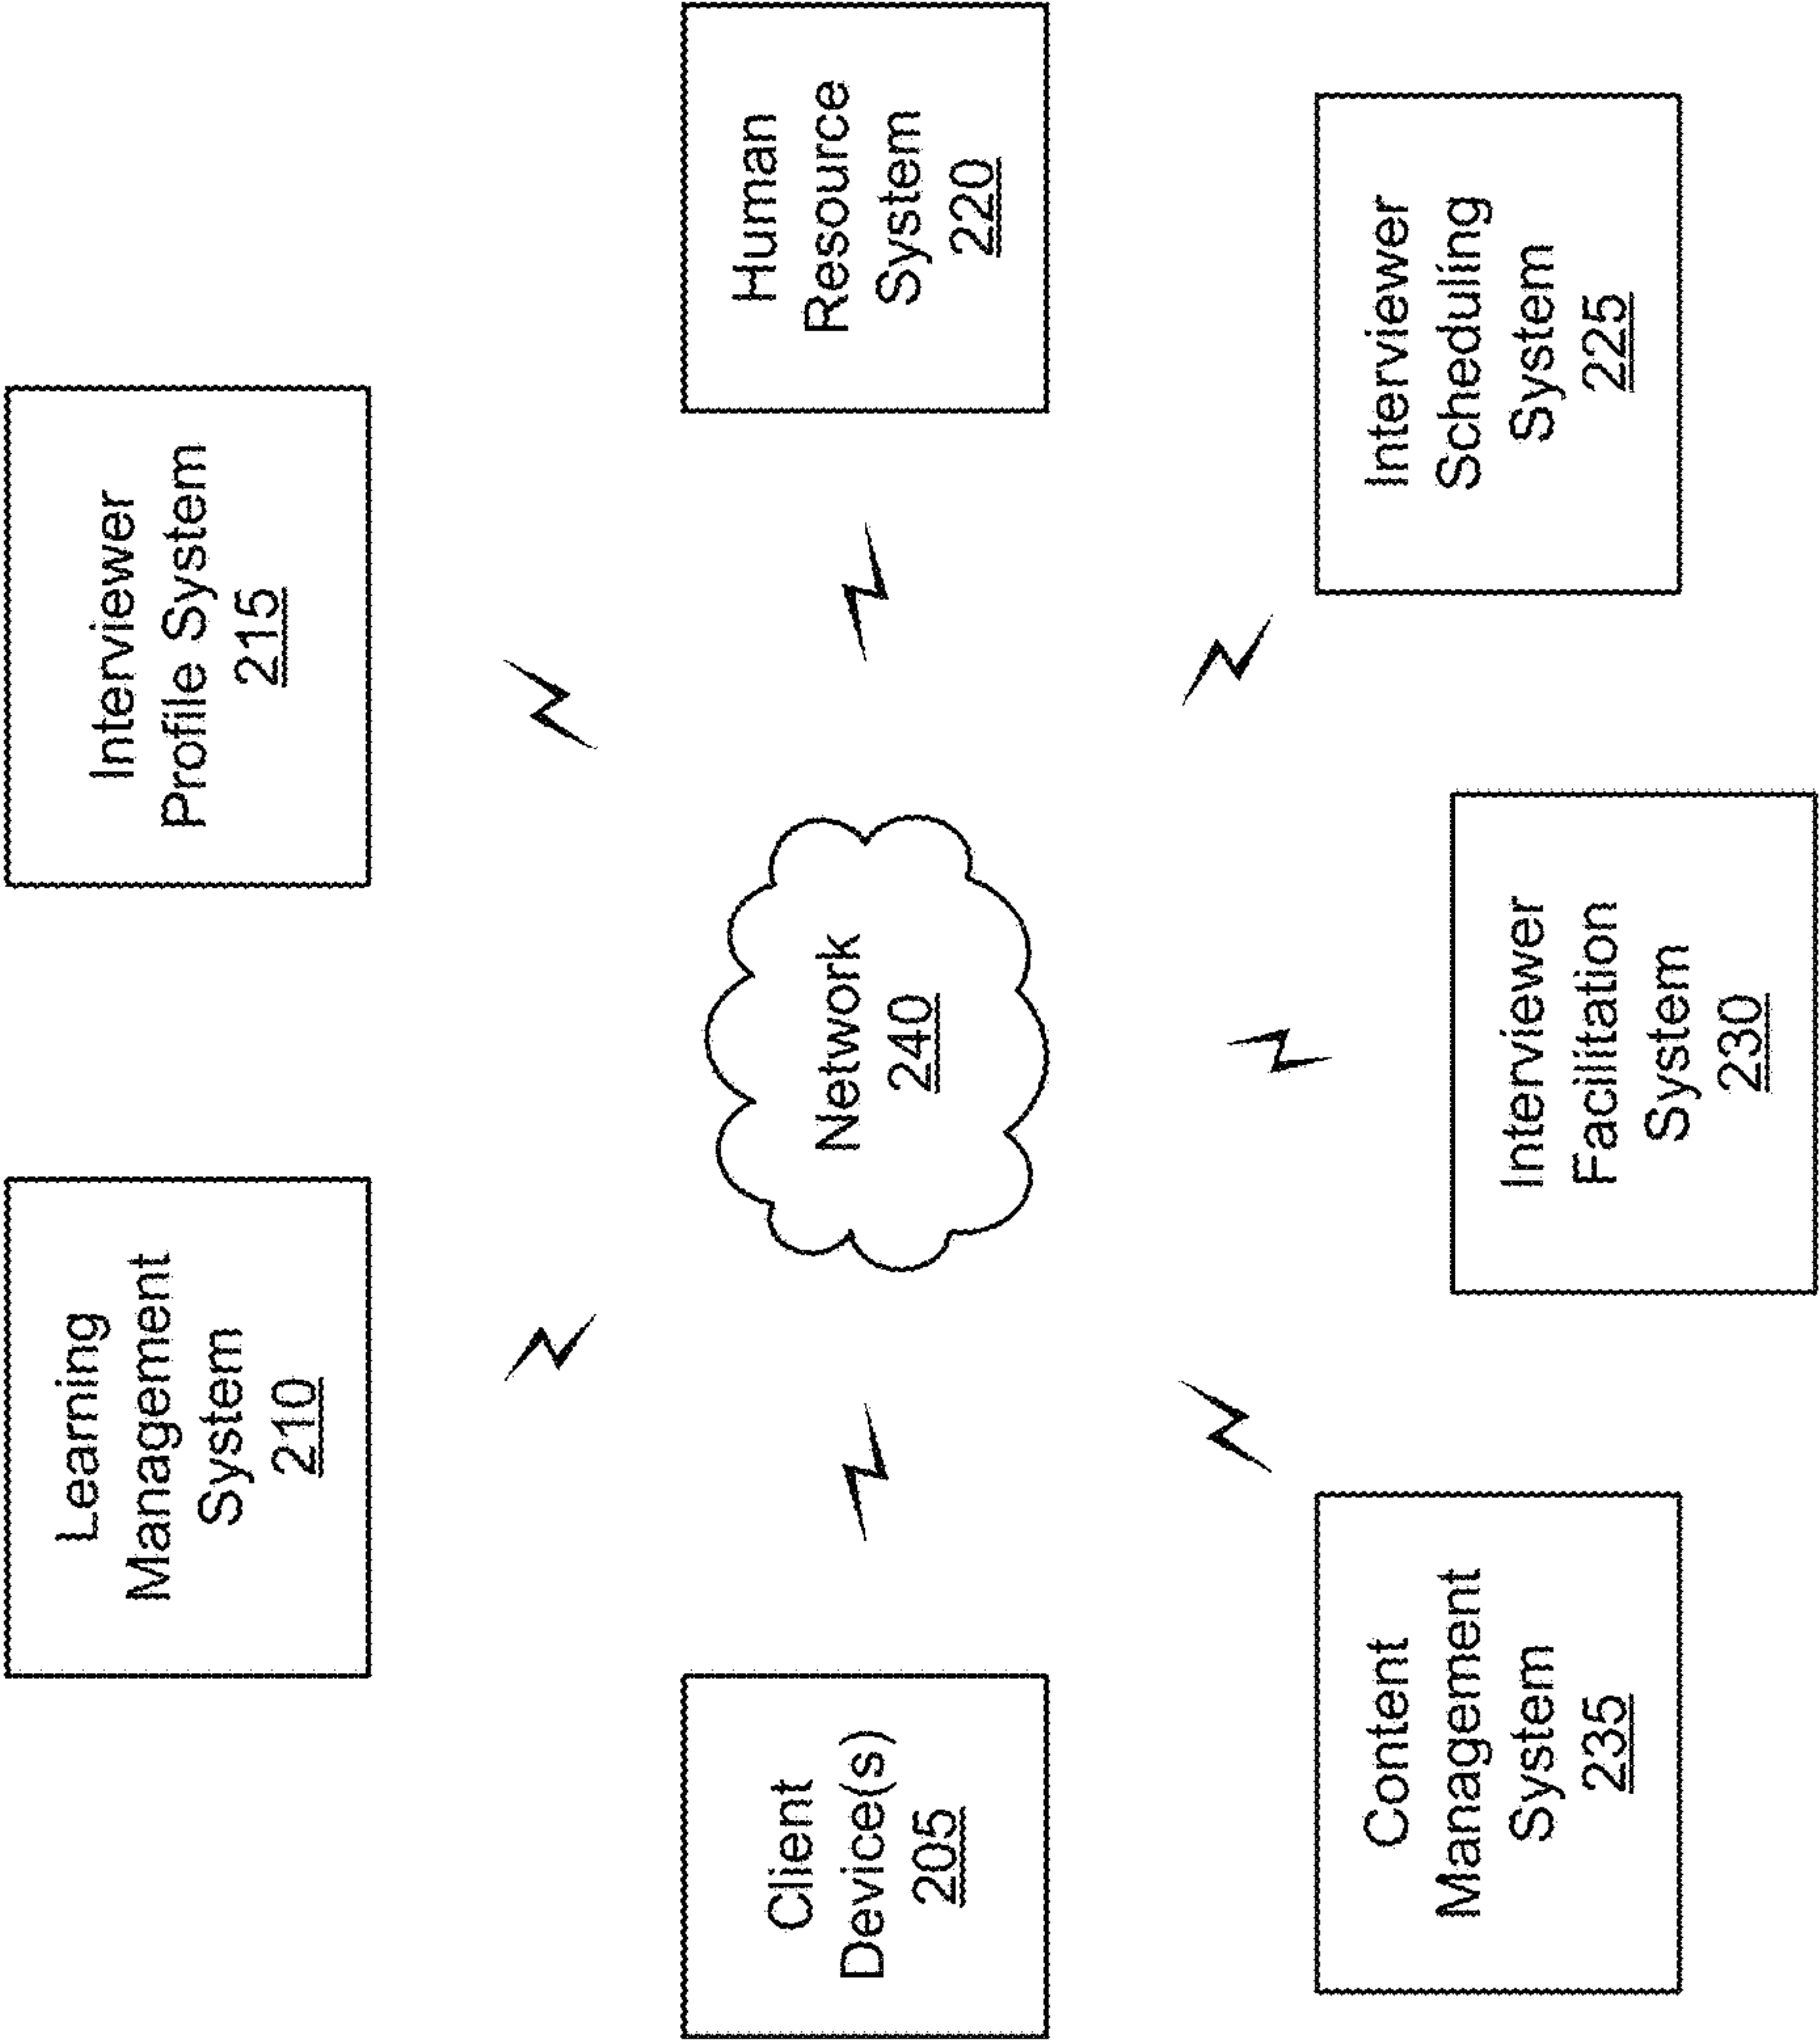 Learning
Management
System
210
Interviewer
Profile System
215
Client
Device(s)
205
Network
240
Human
Resource
System
220
Content
Management
System
235
Interviewer
Facilitation
System
230
Interviewer
Scheduling
System
225